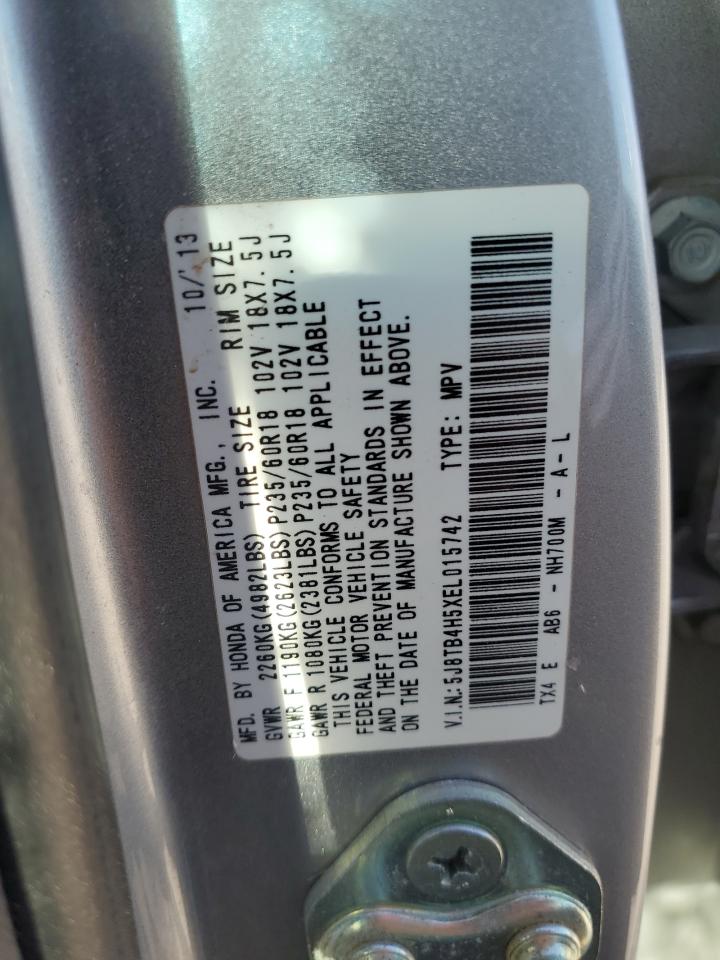 MFD. BY HONDA OF AMERICA MFG., INC. 10/'13
GVWR 2260KG(4982LBS) TIRE SIZE RIM SIZE
GAWR F 1190KG(2623LBS) P235/60R18 102V 18X7.5J
GAWR R 1080KG(2381LBS) P235/60R18 102V 18X7.5J
THIS VEHICLE CONFORMS TO ALL APPLICABLE
FEDERAL MOTOR VEHICLE SAFETY
AND THEFT PREVENTION STANDARDS IN EFFECT
ON THE DATE OF MANUFACTURE SHOWN ABOVE.
V.I.N.: 5J8TB4H5XEL015742 TYPE: MPV
TX4 E AB6 - NH700M - A - L